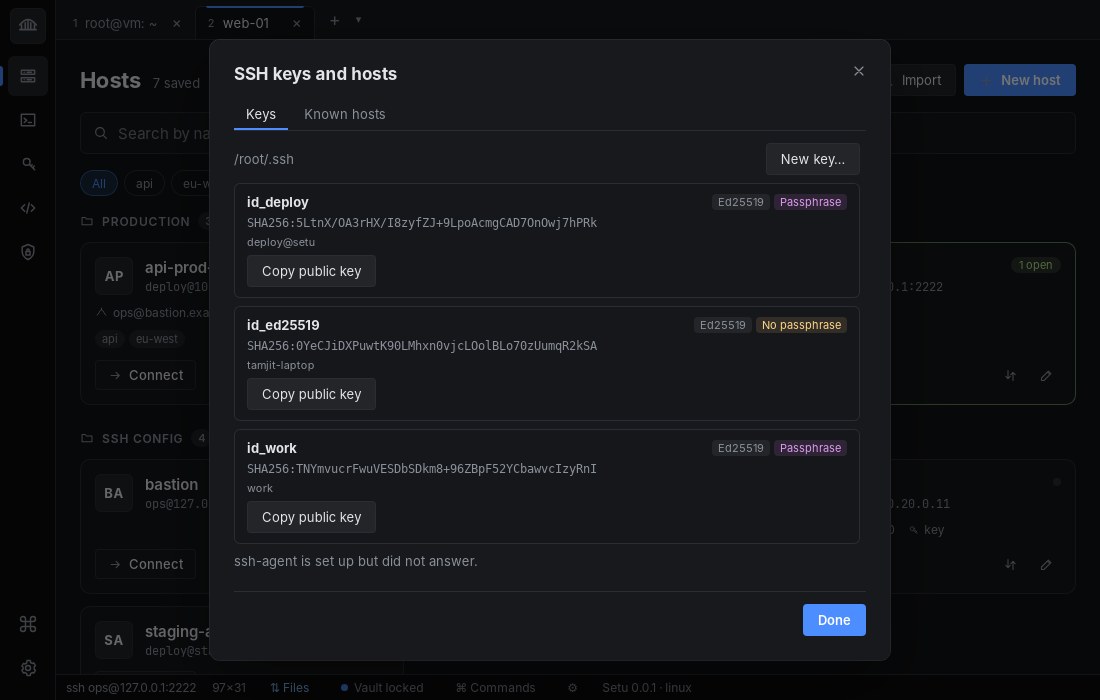 1 root@vm: ~ × 2 web-01 × + ▾
Hosts 7 saved
Import New host
Search by na
All api eu-w
PRODUCTION 3
AP api-prod-
deploy@10
ops@bastion.exa
api eu-west
→ Connect
1 open
.1:2222
SSH CONFIG 4
BA bastion
ops@127.0
→ Connect
.20.0.11
key
SA staging-a
deploy@st
SSH keys and hosts
Keys Known hosts
/root/.ssh New key...
id_deploy Ed25519 Passphrase
SHA256:5LtnX/OA3rHX/I8zyfZJ+9LpoAcmgCAD7OnOwj7hPRk
deploy@setu
Copy public key
id_ed25519 Ed25519 No passphrase
SHA256:0YeCJiDXPuwtK90LMhxn0vjcLOolBLo70zUumqR2kSA
tamjit-laptop
Copy public key
id_work Ed25519 Passphrase
SHA256:TNYmvucrFwuVESDbSDkm8+96ZBpF52YCbawvcIzyRnI
work
Copy public key
ssh-agent is set up but did not answer.
Done
ssh ops@127.0.0.1:2222 97×31 ⇅ Files Vault locked ⌘ Commands ⚙ Setu 0.0.1 · linux